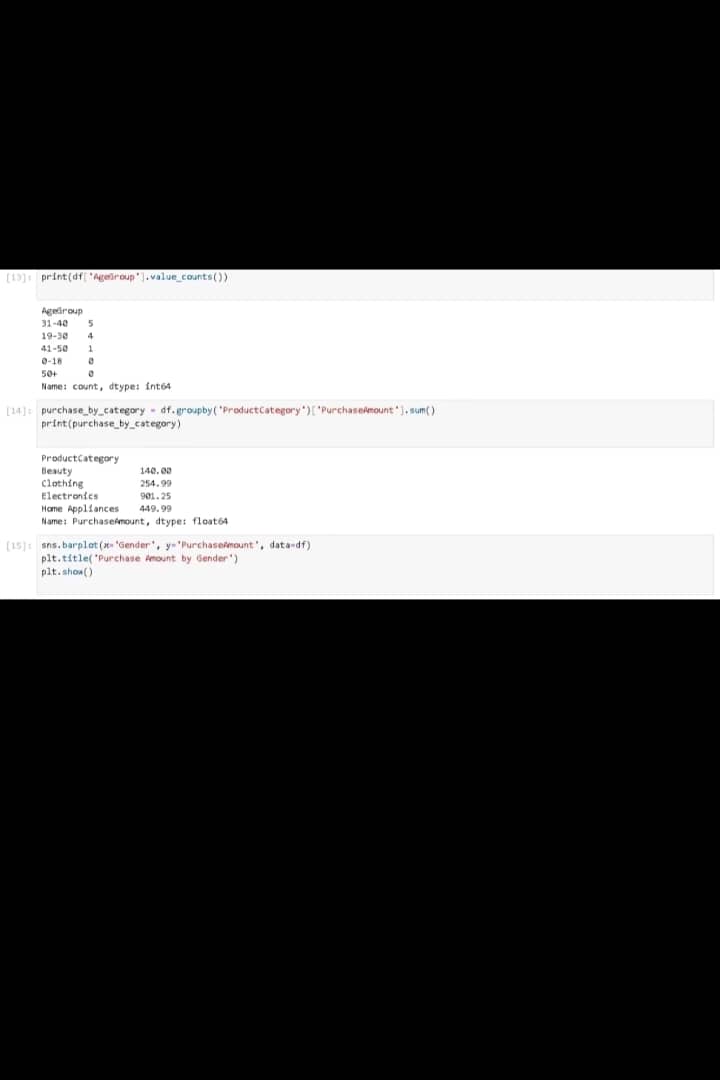 [13]: print(df['AgeGroup'].value_counts())
AgeGroup
31-40 5
19-30 4
41-50 1
0-18 0
50+ 0
Name: count, dtype: int64
[14]: purchase_by_category = df.groupby('ProductCategory')['PurchaseAmount'].sum()
print(purchase_by_category)
ProductCategory
Beauty 140.00
Clothing 254.99
Electronics 901.25
Home Appliances 449.99
Name: PurchaseAmount, dtype: float64
[15]: sns.barplot(x='Gender', y='PurchaseAmount', data=df)
plt.title('Purchase Amount by Gender')
plt.show()